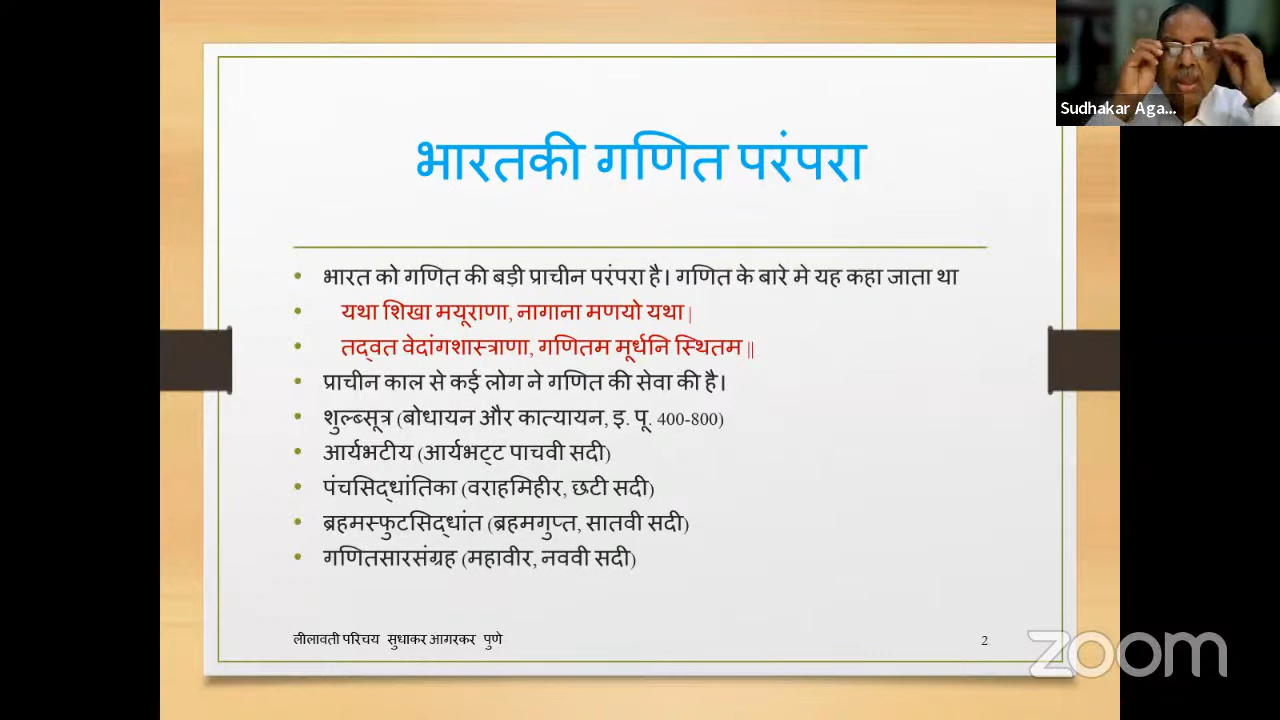 Sudhakar Aga...
भारतकी गणित परंपरा
• भारत को गणित की बड़ी प्राचीन परंपरा है। गणित के बारे मे यह कहा जाता था
• यथा शिखा मयूराणा, नागाना मणयो यथा |
• तद्वत वेदांगशास्त्राणा, गणितम मूर्धनि स्थितम ||
• प्राचीन काल से कई लोग ने गणित की सेवा की है।
• शुल्ब्सूत्र (बोधायन और कात्यायन, इ. पू. 400-800)
• आर्यभटीय (आर्यभट्ट पाचवी सदी)
• पंचसिद्धांतिका (वराहमिहीर, छटी सदी)
• ब्रह्मस्फुटसिद्धांत (ब्रह्मगुप्त, सातवी सदी)
• गणितसारसंग्रह (महावीर, नववी सदी)
लीलावती परिचय सुधाकर आगरकर पुणे
2
zoom